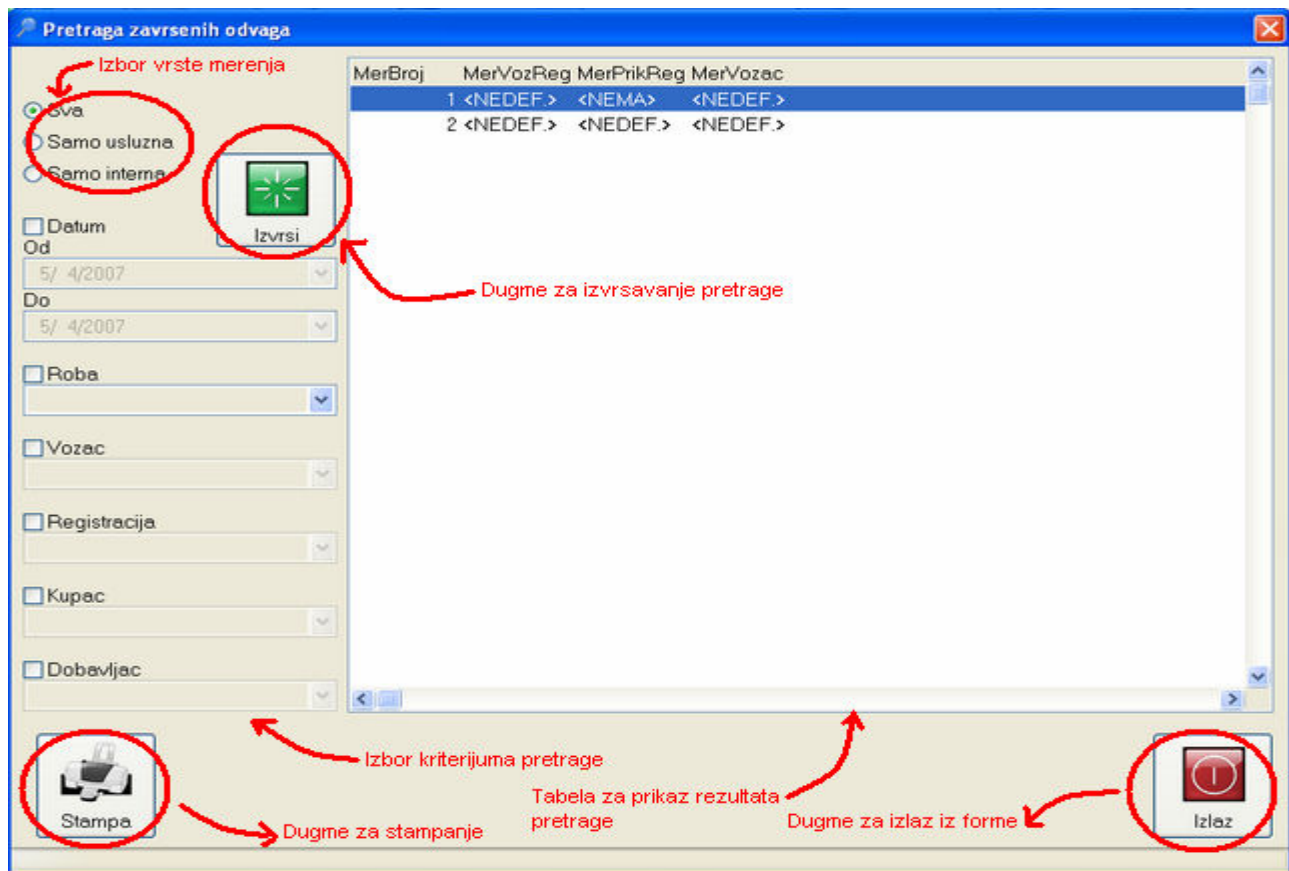 Pretraga zavrsenih odvaga
Izbor vrste merenja
Sva
Samo usluzna
Samo interna
Izvrsi
Datum
Od
5/ 4/2007
Do
5/ 4/2007
Roba
Vozac
Registracija
Kupac
Dobavljac
MerBroj MerVozReg MerPrikReg MerVozac
1 <NEDEF.> <NEMA> <NEDEF.>
2 <NEDEF.> <NEDEF.> <NEDEF.>
Dugme za izvrsavanje pretrage
Izbor kriterijuma pretrage
Tabela za prikaz rezultata
pretrage
Stampa
Dugme za stampanje
Dugme za izlaz iz forme
Izlaz